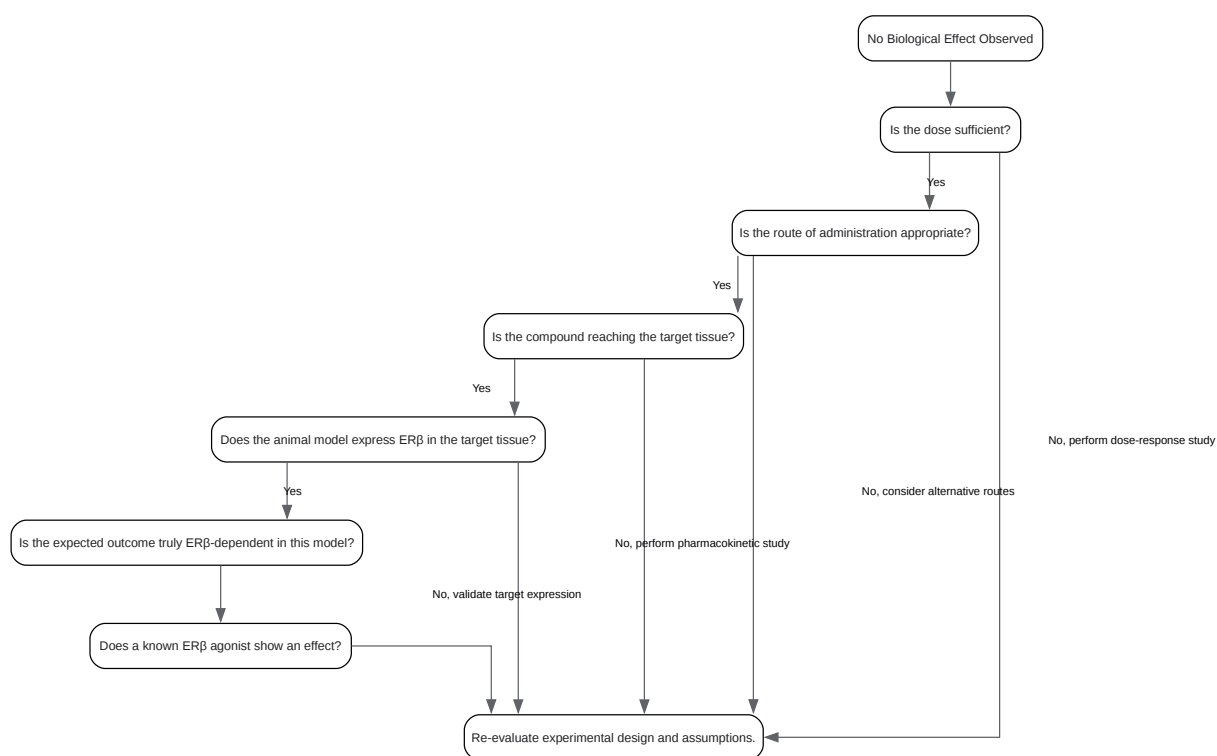 No Biological Effect Observed
Is the dose sufficient?
Yes
Is the route of administration appropriate?
Yes
Is the compound reaching the target tissue?
Yes
Does the animal model express ERβ in the target tissue?
No, perform dose-response study
Yes
No, consider alternative routes
Is the expected outcome truly ERβ-dependent in this model?
No, perform pharmacokinetic study
No, validate target expression
Does a known ERβ agonist show an effect?
Re-evaluate experimental design and assumptions.